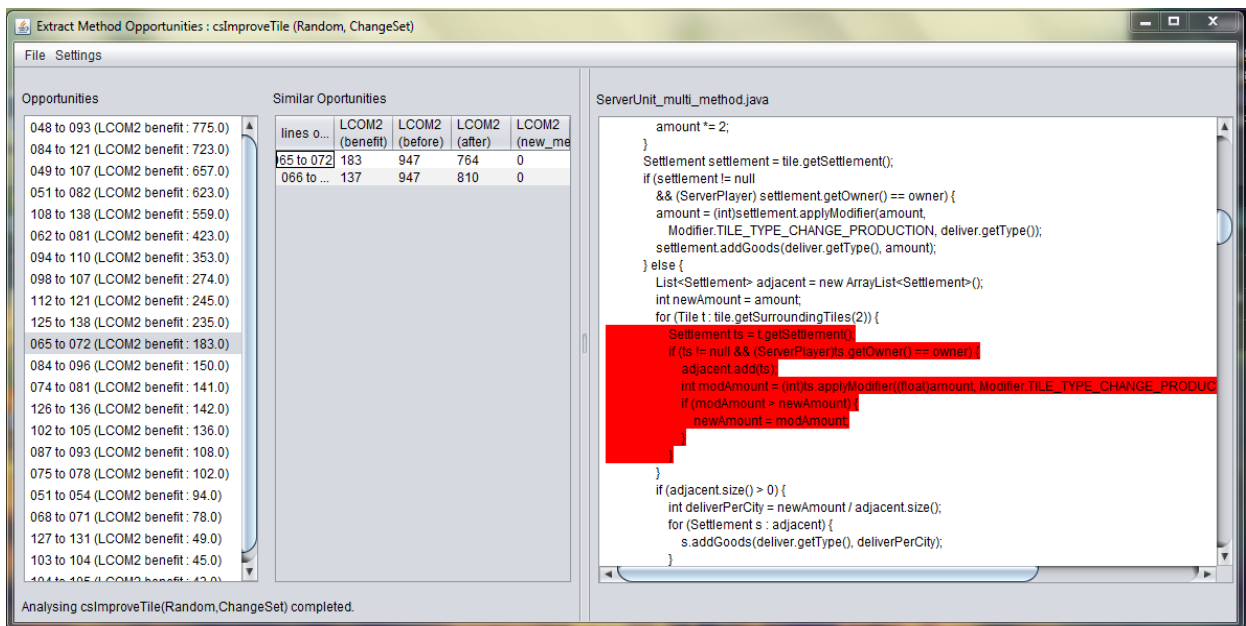 Extract Method Opportunities : csImproveTile (Random, ChangeSet)
File Settings
Opportunities
048 to 093 (LCOM2 benefit : 775.0)
084 to 121 (LCOM2 benefit : 723.0)
049 to 107 (LCOM2 benefit : 657.0)
051 to 082 (LCOM2 benefit : 623.0)
108 to 138 (LCOM2 benefit : 559.0)
062 to 081 (LCOM2 benefit : 423.0)
094 to 110 (LCOM2 benefit : 353.0)
098 to 107 (LCOM2 benefit : 274.0)
112 to 121 (LCOM2 benefit : 245.0)
125 to 138 (LCOM2 benefit : 235.0)
065 to 072 (LCOM2 benefit : 183.0)
084 to 096 (LCOM2 benefit : 150.0)
074 to 081 (LCOM2 benefit : 141.0)
126 to 136 (LCOM2 benefit : 142.0)
102 to 105 (LCOM2 benefit : 136.0)
087 to 093 (LCOM2 benefit : 108.0)
075 to 078 (LCOM2 benefit : 102.0)
051 to 054 (LCOM2 benefit : 94.0)
068 to 071 (LCOM2 benefit : 78.0)
127 to 131 (LCOM2 benefit : 49.0)
103 to 104 (LCOM2 benefit : 45.0)
Similar Oportunities
lines o... LCOM2 (benefit) LCOM2 (before) LCOM2 (after) LCOM2 (new_me
065 to 072 183 947 764 0
066 to ... 137 947 810 0
ServerUnit_multi_method.java
amount *= 2;
}
Settlement settlement = tile.getSettlement();
if (settlement != null
&& (ServerPlayer) settlement.getOwner() == owner) {
amount = (int)settlement.applyModifier(amount,
Modifier.TILE_TYPE_CHANGE_PRODUCTION, deliver.getType());
settlement.addGoods(deliver.getType(), amount);
} else {
List<Settlement> adjacent = new ArrayList<Settlement>();
int newAmount = amount;
for (Tile t : tile.getSurroundingTiles(2)) {
Settlement ts = t.getSettlement();
if (ts != null && (ServerPlayer)ts.getOwner() == owner) {
adjacent.add(ts);
int modAmount = (int)ts.applyModifier((float)amount, Modifier.TILE_TYPE_CHANGE_PRODUC
if (modAmount > newAmount) {
newAmount = modAmount;
}
}
}
if (adjacent.size() > 0) {
int deliverPerCity = newAmount / adjacent.size();
for (Settlement s : adjacent) {
s.addGoods(deliver.getType(), deliverPerCity);
}
Analysing csImproveTile(Random,ChangeSet) completed.